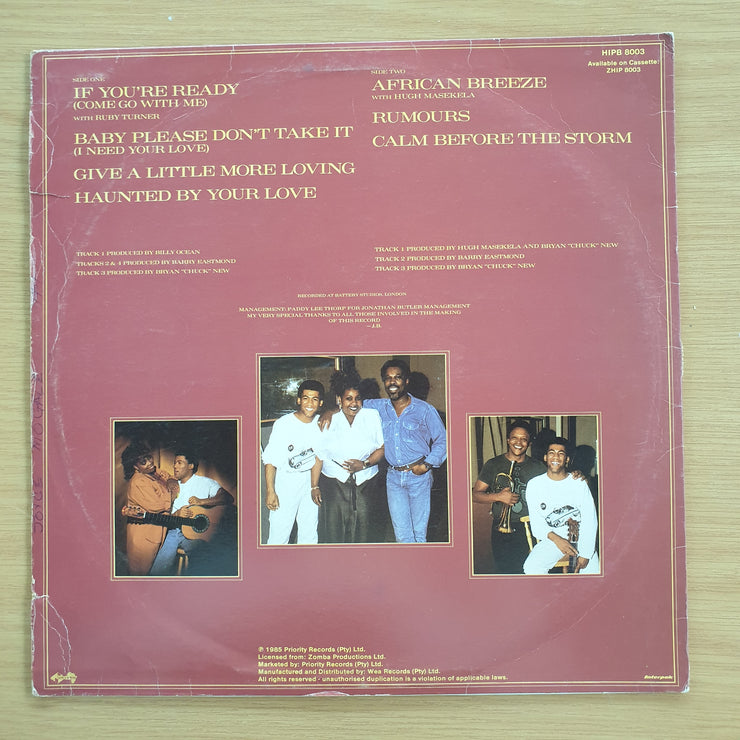 HIPB 8003
Available on Cassette:
ZHIP 8003
SIDE ONE
IF YOU'RE READY
(COME GO WITH ME)
WITH RUBY TURNER
BABY PLEASE DON'T TAKE IT
(I NEED YOUR LOVE)
GIVE A LITTLE MORE LOVING
HAUNTED BY YOUR LOVE
SIDE TWO
AFRICAN BREEZE
WITH HUGH MASEKELA
RUMOURS
CALM BEFORE THE STORM
TRACK 1 PRODUCED BY BILLY OCEAN
TRACKS 2 & 4 PRODUCED BY BARRY EASTMOND
TRACK 3 PRODUCED BY BRYAN "CHUCK" NEW
TRACK 1 PRODUCED BY HUGH MASEKELA AND BRYAN "CHUCK" NEW
TRACK 2 PRODUCED BY BARRY EASTMOND
TRACK 3 PRODUCED BY BRYAN "CHUCK" NEW
RECORDED AT BATTERY STUDIOS, LONDON
MANAGEMENT: PADDY LEE THORP FOR JONATHAN BUTLER MANAGEMENT
MY VERY SPECIAL THANKS TO ALL THOSE INVOLVED IN THE MAKING
OF THIS RECORD
—J.B.
JOYCE
℗ 1985 Priority Records (Pty) Ltd.
Licensed from: Zomba Productions Ltd.
Marketed by: Priority Records (Pty) Ltd.
Manufactured and Distributed by: Wea Records (Pty) Ltd.
All rights reserved - unauthorised duplication is a violation of applicable laws.
Interpak